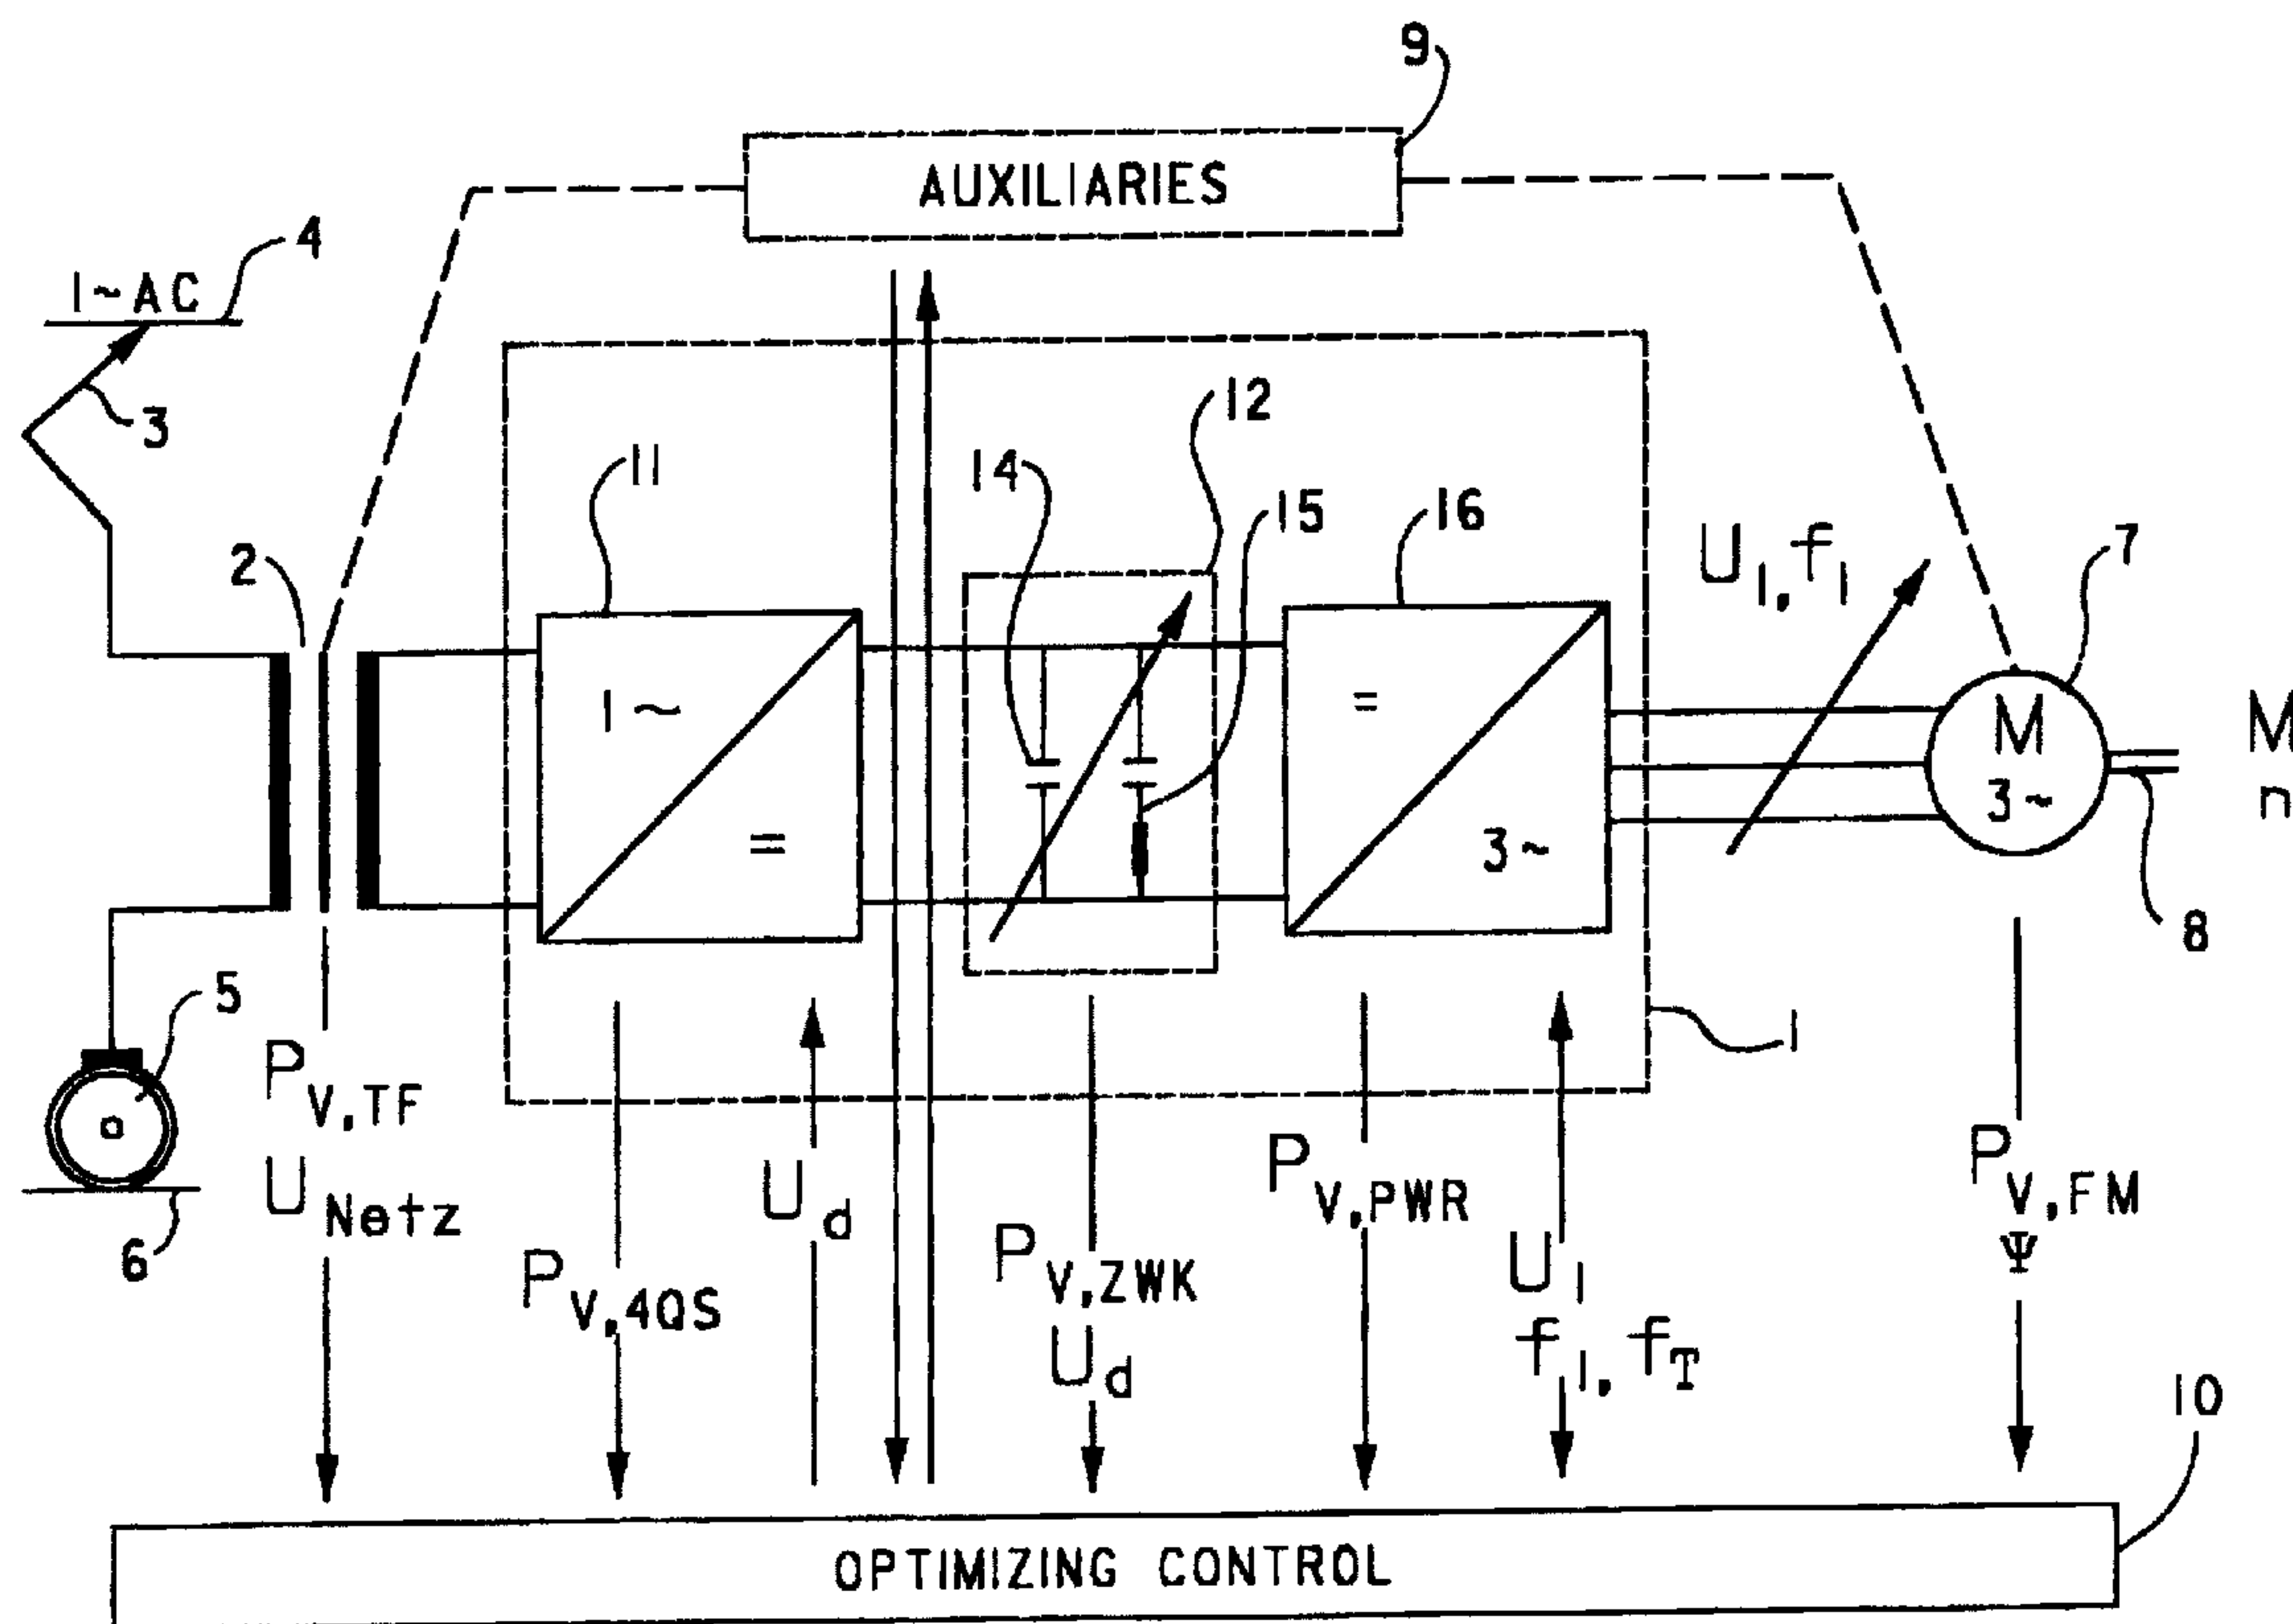 9
AUXILIARIES
4
1~AC
3
12
11
14
15
16
U1, f1
7
2
1~
=
=
3~
M
3~
M
n
8
5
1
PV,TF
UNetz
6
PV,4QS
Ud
PV,ZWK
Ud
PV,PWR
U1
f1, fT
PV,FM
Ψ
10
OPTIMIZING CONTROL